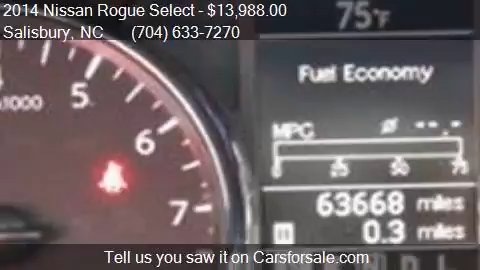 2014 Nissan Rogue Select - $13,988.00
Salisbury, NC (704) 633-7270
75°F
Fuel Economy
x1000
5
MPG ø --.-
6
0 25 50 75
63668 miles
7
0.3 miles
Tell us you saw it on Carsforsale.com